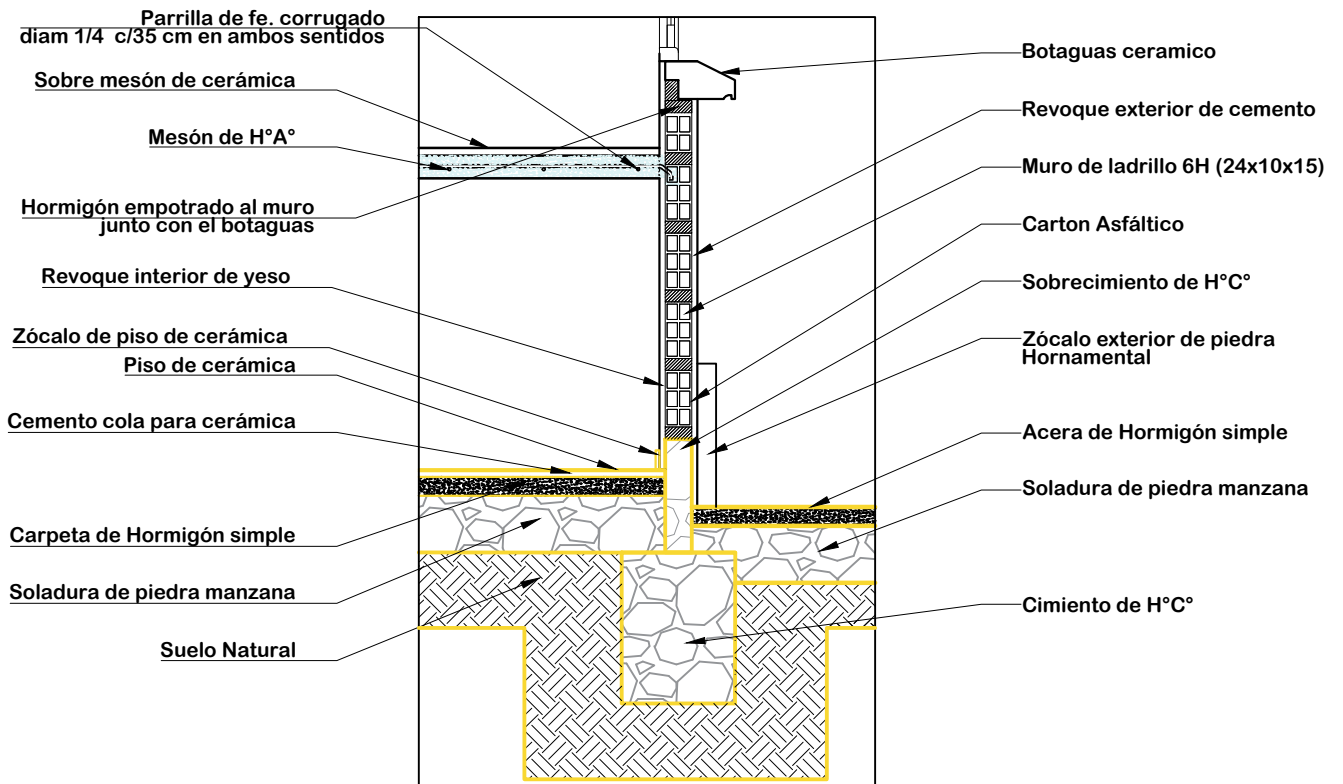 Parrilla de fe. corrugado
diam 1/4 c/35 cm en ambos sentidos
Sobre mesón de cerámica
Mesón de H°A°
Hormigón empotrado al muro
junto con el botaguas
Revoque interior de yeso
Zócalo de piso de cerámica
Piso de cerámica
Cemento cola para cerámica
Carpeta de Hormigón simple
Soladura de piedra manzana
Suelo Natural
Botaguas ceramico
Revoque exterior de cemento
Muro de ladrillo 6H (24x10x15)
Carton Asfáltico
Sobrecimiento de H°C°
Zócalo exterior de piedra
Hornamental
Acera de Hormigón simple
Soladura de piedra manzana
Cimiento de H°C°